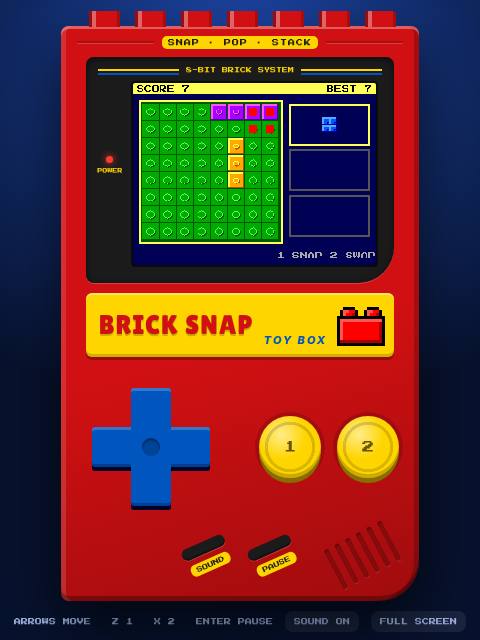 SNAP · POP · STACK
8-BIT BRICK SYSTEM
SCORE 7 BEST 7
POWER
1 SNAP 2 SWAP
BRICK SNAP
TOY BOX
1 2
SOUND PAUSE
ARROWS MOVE Z 1 X 2 ENTER PAUSE SOUND ON FULL SCREEN